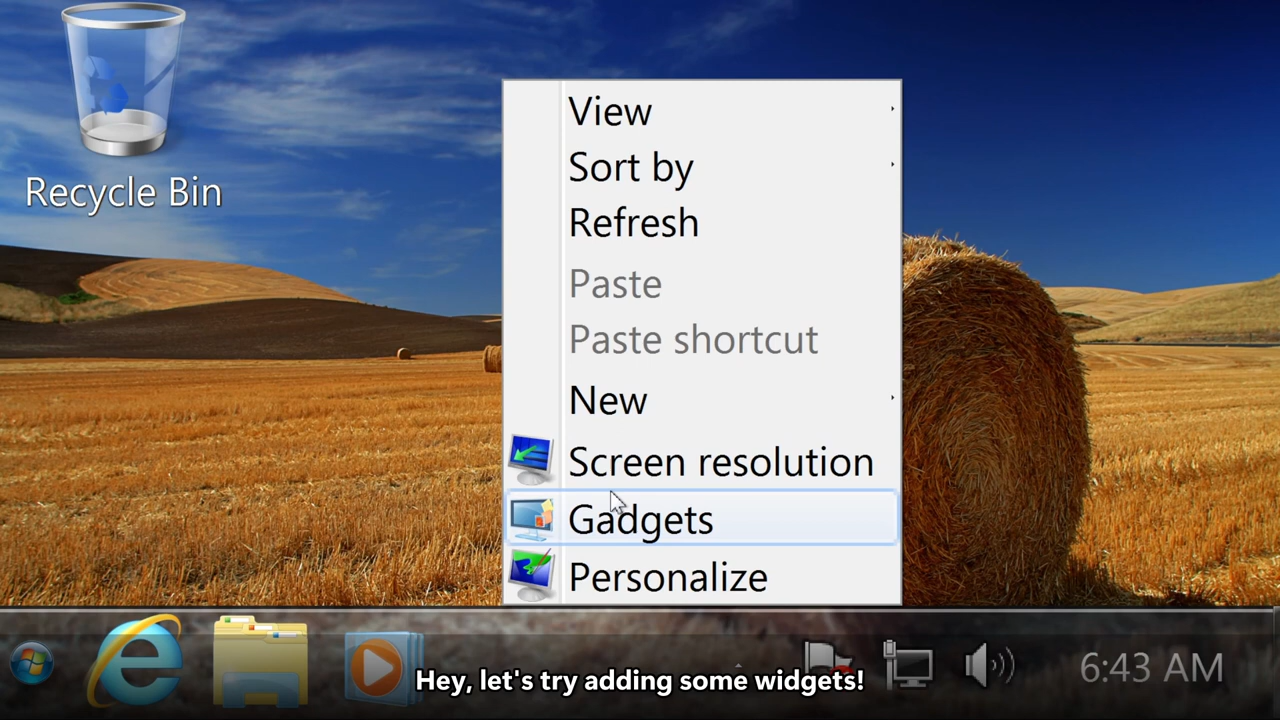 Recycle Bin
View
Sort by
Refresh
Paste
Paste shortcut
New
Screen resolution
Gadgets
Personalize
6:43 AM
Hey, let's try adding some widgets!